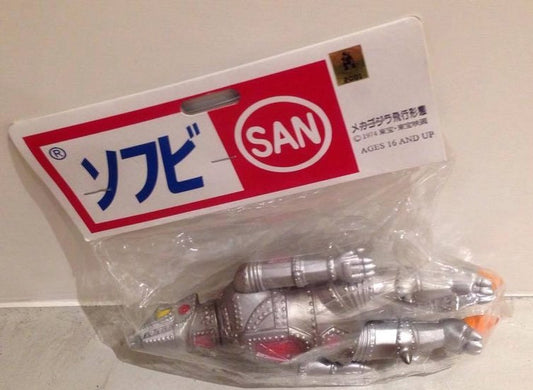 ®
ソフビ
SAN
2001
メカゴジラ飛行形態
©1974 東宝・東宝映画
AGES 16 AND UP